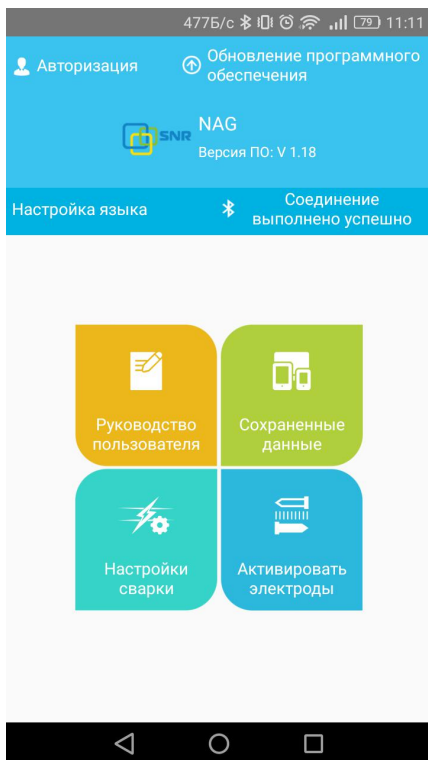 477Б/с 79 11:11
Авторизация
Обновление программного
обеспечения
SNR
NAG
Версия ПО: V 1.18
Настройка языка
Соединение
выполнено успешно
Руководство
пользователя
Сохраненные
данные
Настройки
сварки
Активировать
электроды